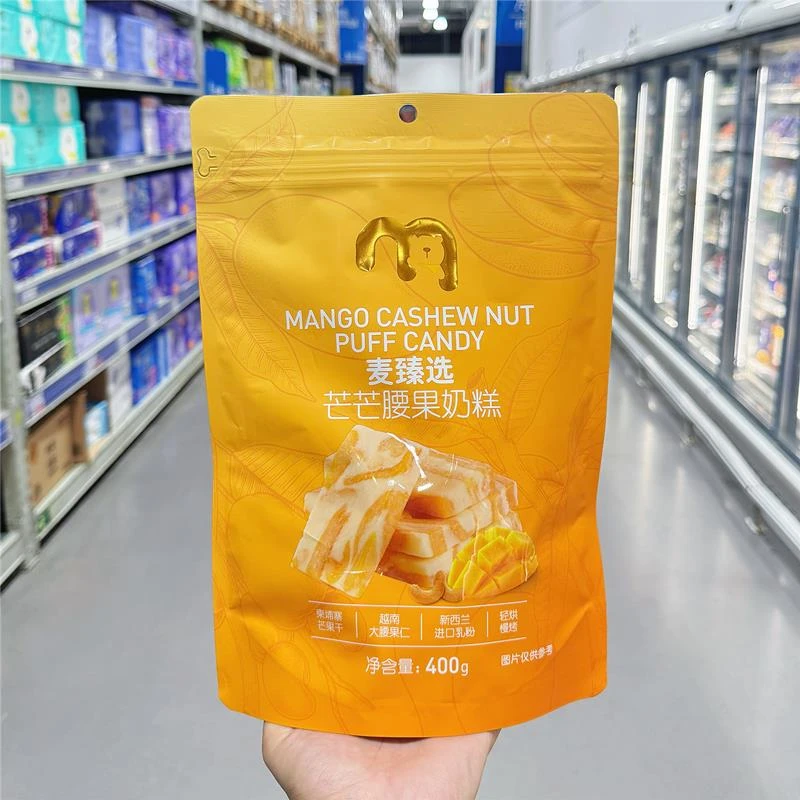 MANGO CASHEW NUT
PUFF CANDY
麦臻选
芒芒腰果奶糕
柬埔寨
芒果干
越南
大腰果仁
新西兰
进口乳粉
轻烘
慢烤
净含量：400g
图片仅供参考